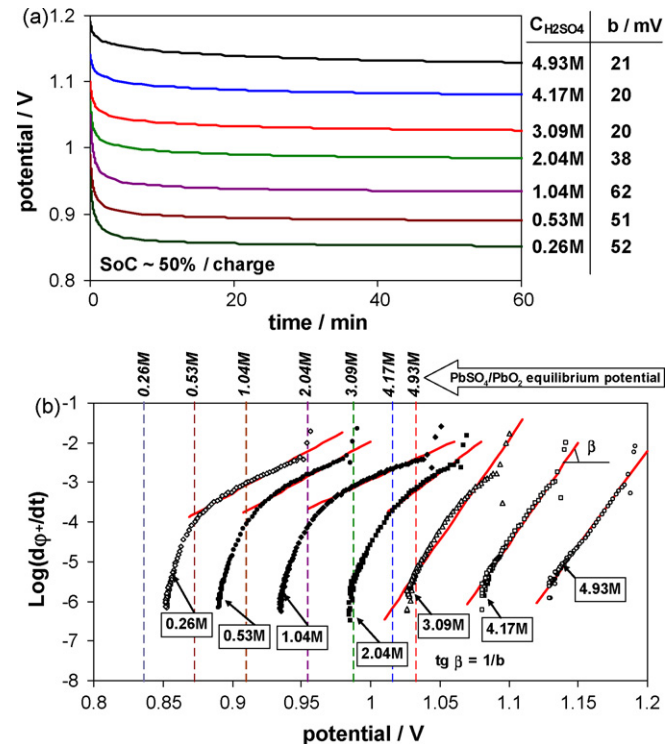 (a)
C_H2SO4 b / mV
1.2
4.93M 21
1.1
4.17M 20
3.09M 20
1
2.04M 38
1.04M 62
0.9
0.53M 51
0.26M 52
SoC ~ 50% / charge
0.8
0 20 40 60
potential / V
time / min
0.26M 0.53M 1.04M 2.04M 3.09M 4.17M 4.93M
PbSO4/PbO2 equilibrium potential
(b)
-1
β
-2
-3
-4
-5
4.93M
-6
0.26M 0.53M 1.04M 2.04M 3.09M 4.17M
-7
tg β = 1/b
-8
Log(dφ+/dt)
0.8 0.85 0.9 0.95 1 1.05 1.1 1.15 1.2
potential / V